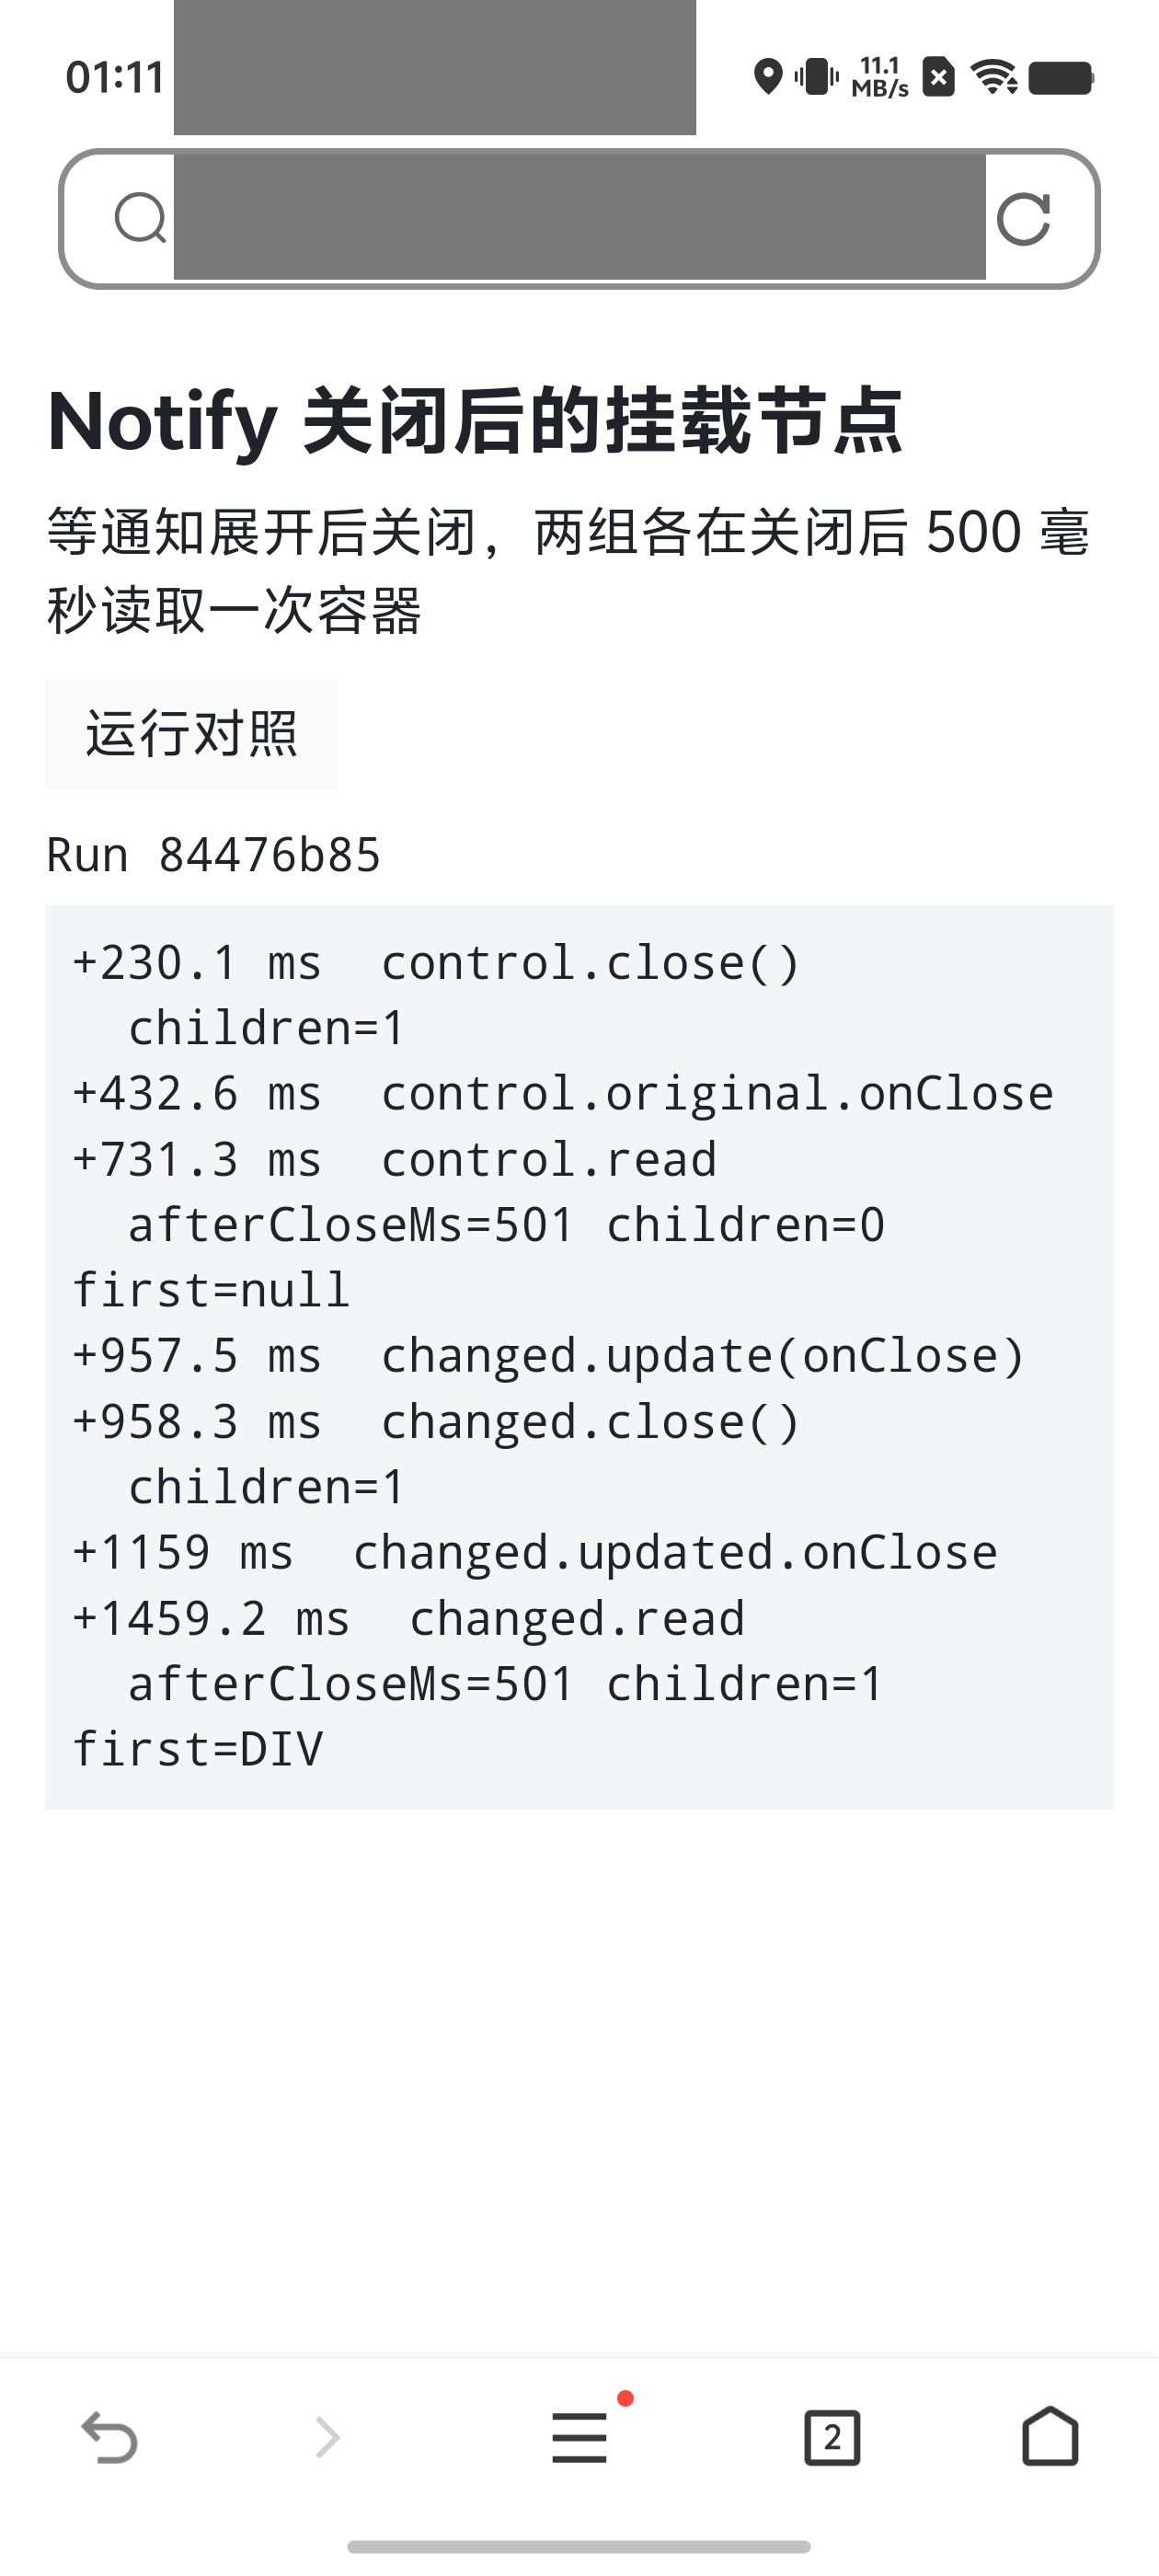 01:11
11.1
MB/s
Notify 关闭后的挂载节点
等通知展开后关闭，两组各在关闭后 500 毫
秒读取一次容器
运行对照
Run 84476b85
+230.1 ms  control.close()
  children=1
+432.6 ms  control.original.onClose
+731.3 ms  control.read
  afterCloseMs=501 children=0
first=null
+957.5 ms  changed.update(onClose)
+958.3 ms  changed.close()
  children=1
+1159 ms  changed.updated.onClose
+1459.2 ms  changed.read
  afterCloseMs=501 children=1
first=DIV
2